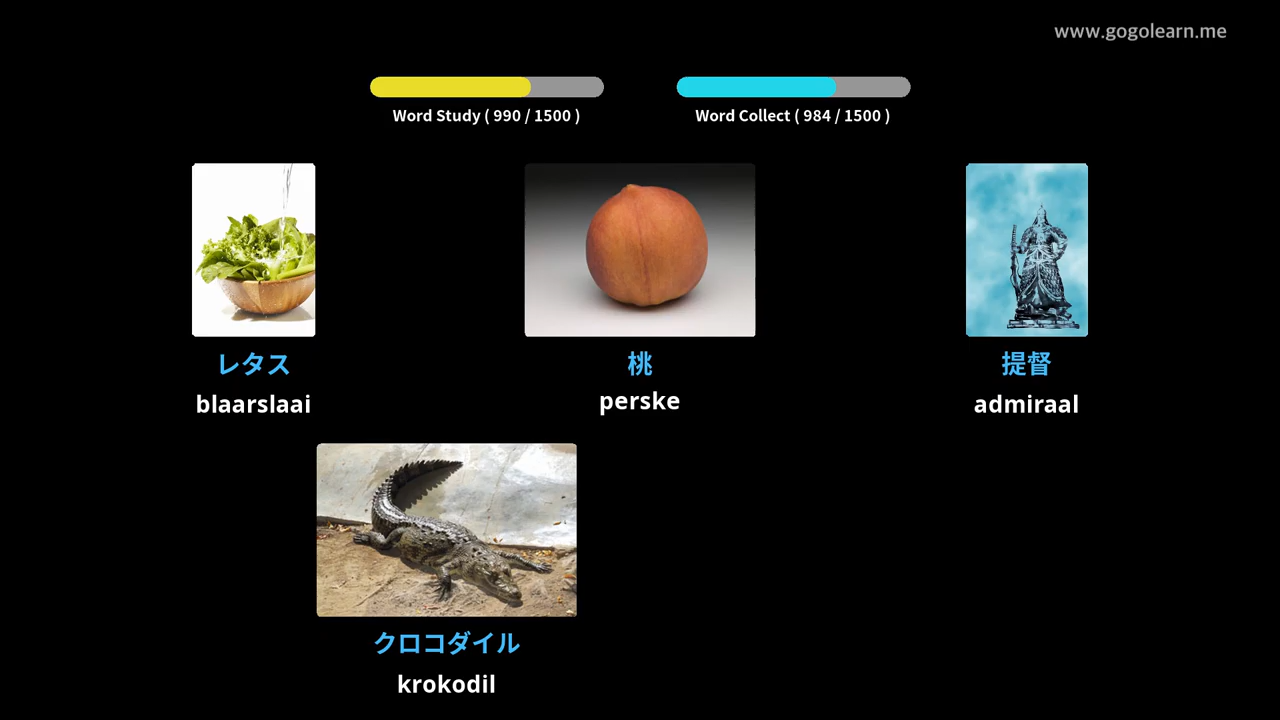 www.gogolearn.me
Word Study ( 990 / 1500 )
Word Collect ( 984 / 1500 )
レタス
桃
提督
blaarslaai
perske
admiraal
クロコダイル
krokodil